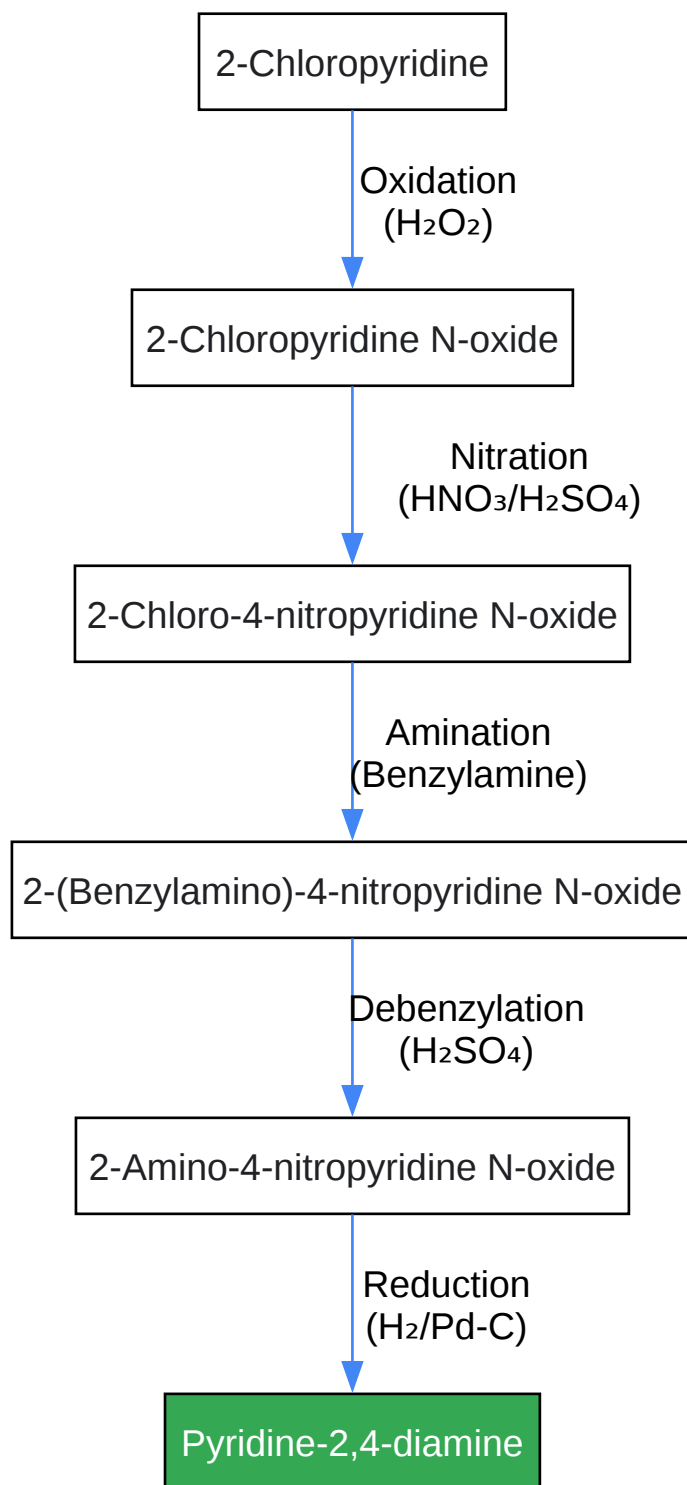 2-Chloropyridine
Oxidation
(H₂O₂)
2-Chloropyridine N-oxide
Nitration
(HNO₃/H₂SO₄)
2-Chloro-4-nitropyridine N-oxide
Amination
(Benzylamine)
2-(Benzylamino)-4-nitropyridine N-oxide
Debenzylation
(H₂SO₄)
2-Amino-4-nitropyridine N-oxide
Reduction
(H₂/Pd-C)
Pyridine-2,4-diamine